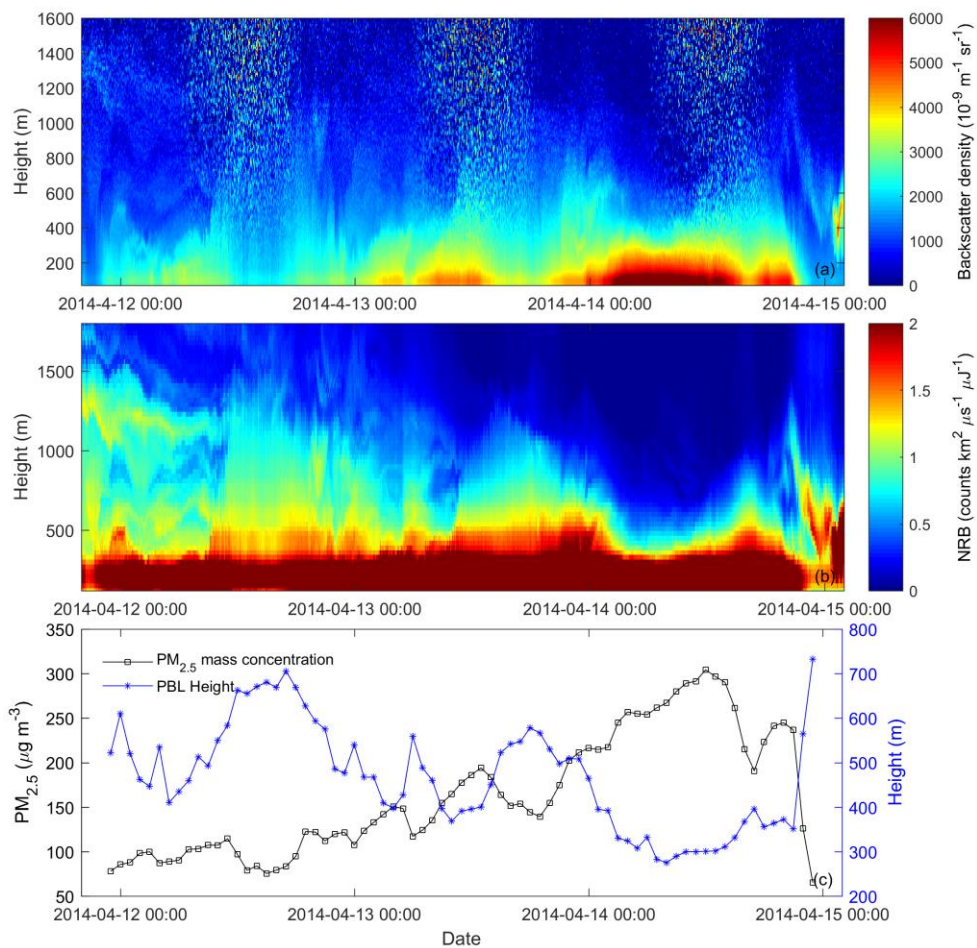 1600
1400
1200
1000
800
600
400
200
Height (m)
2014-4-12 00:00 2014-4-13 00:00 2014-4-14 00:00 2014-4-15 00:00
(a)
6000
5000
4000
3000
2000
1000
0
Backscatter density (10⁻⁹ m⁻¹ sr⁻¹)
1500
1000
500
Height (m)
2014-04-12 00:00 2014-04-13 00:00 2014-04-14 00:00 2014-04-15 00:00
(b)
2
1.5
1
0.5
0
NRB (counts km² μs⁻¹ μJ⁻¹)
350
300
250
200
150
100
50
PM₂.₅ (μg m⁻³)
PM₂.₅ mass concentration
PBL Height
800
700
600
500
400
300
200
Height (m)
(c)
2014-04-12 00:00 2014-04-13 00:00 2014-04-14 00:00 2014-04-15 00:00
Date